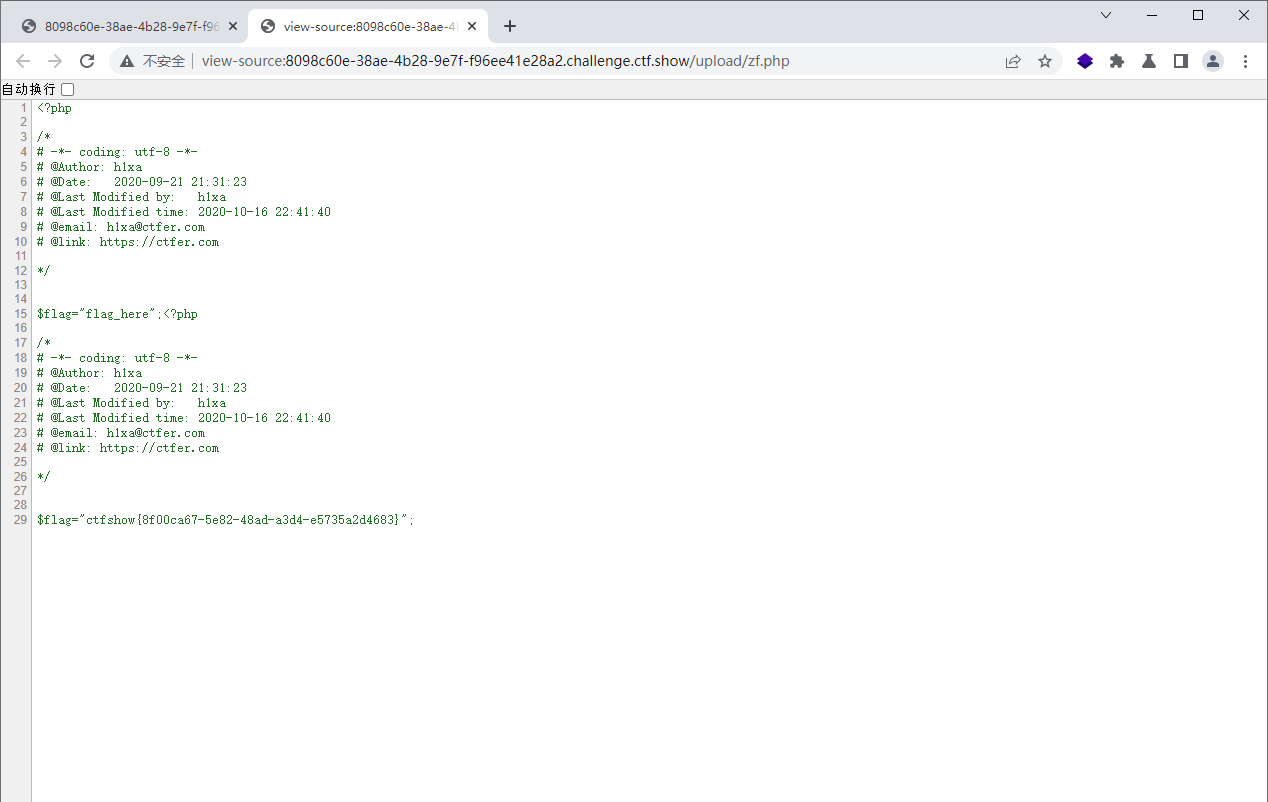 8098c60e-38ae-4b28-9e7f-f96
view-source:8098c60e-38ae-4
不安全 view-source:8098c60e-38ae-4b28-9e7f-f96ee41e28a2.challenge.ctf.show/upload/zf.php
自动换行
1 <?php
2
3 /*
4 # -*- coding: utf-8 -*-
5 # @Author: h1xa
6 # @Date:   2020-09-21 21:31:23
7 # @Last Modified by:   h1xa
8 # @Last Modified time: 2020-10-16 22:41:40
9 # @email: h1xa@ctfer.com
10 # @link: https://ctfer.com
11
12 */
13
14
15 $flag="flag_here";<?php
16
17 /*
18 # -*- coding: utf-8 -*-
19 # @Author: h1xa
20 # @Date:   2020-09-21 21:31:23
21 # @Last Modified by:   h1xa
22 # @Last Modified time: 2020-10-16 22:41:40
23 # @email: h1xa@ctfer.com
24 # @link: https://ctfer.com
25
26 */
27
28
29 $flag="ctfshow{8f00ca67-5e82-48ad-a3d4-e5735a2d4683}";